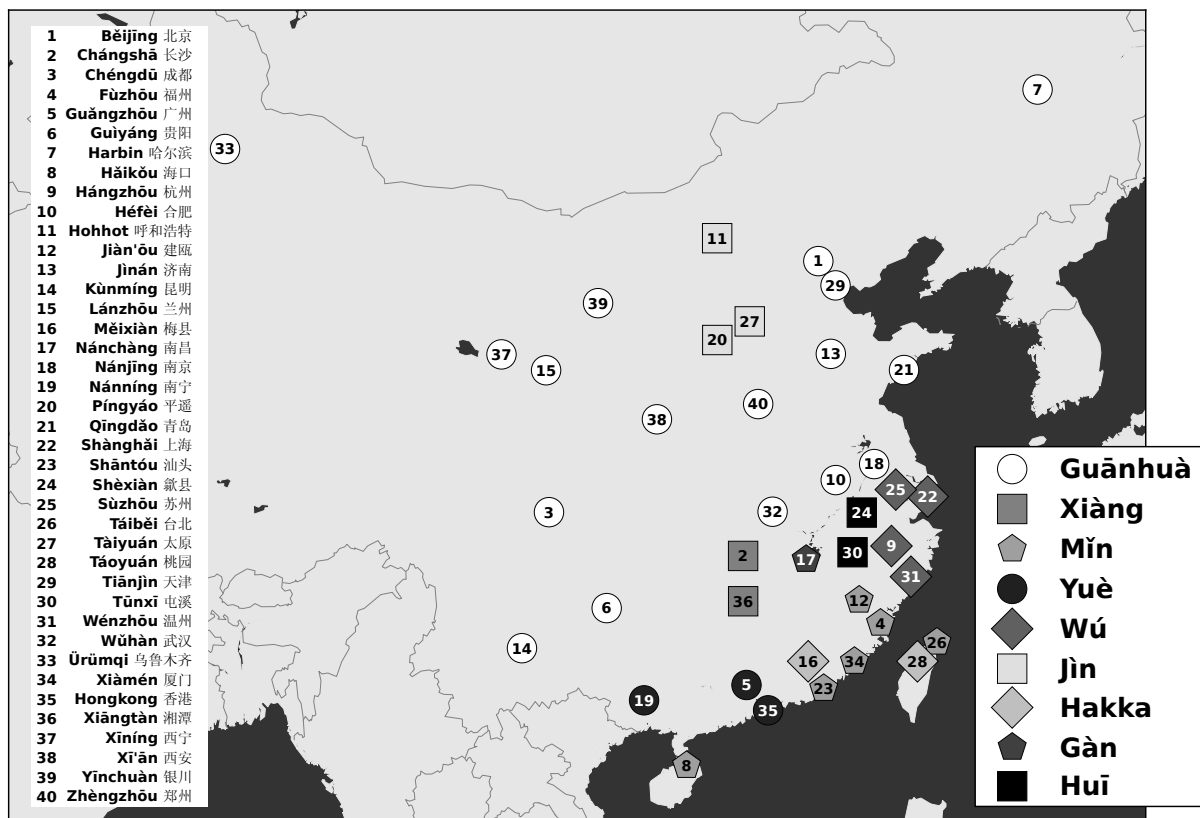 1 Běijīng 北京
2 Chángshā 长沙
3 Chéngdū 成都
4 Fùzhōu 福州
5 Guǎngzhōu 广州
6 Guìyáng 贵阳
7 Harbin 哈尔滨
8 Hǎikǒu 海口
9 Hángzhōu 杭州
10 Héfèi 合肥
11 Hohhot 呼和浩特
12 Jiàn'ōu 建瓯
13 Jìnán 济南
14 Kùnmíng 昆明
15 Lánzhōu 兰州
16 Měixiàn 梅县
17 Nánchàng 南昌
18 Nánjīng 南京
19 Nánníng 南宁
20 Píngyáo 平遥
21 Qīngdǎo 青岛
22 Shànghǎi 上海
23 Shāntóu 汕头
24 Shèxiàn 歙县
25 Sùzhōu 苏州
26 Táiběi 台北
27 Tàiyuán 太原
28 Táoyuán 桃园
29 Tiānjìn 天津
30 Tūnxī 屯溪
31 Wénzhōu 温州
32 Wǔhàn 武汉
33 Ürümqi 乌鲁木齐
34 Xiàmén 厦门
35 Hongkong 香港
36 Xiāngtàn 湘潭
37 Xīníng 西宁
38 Xī'ān 西安
39 Yīnchuàn 银川
40 Zhèngzhōu 郑州
7
33
11
1
29
39
27
20
37
13
15
21
40
38
18
10
25
22
3
32
24
9
30
2
17
31
36
12
6
4
26
14
16
34
28
5
23
19
35
8
Guānhuà
Xiàng
Mǐn
Yuè
Wú
Jìn
Hakka
Gàn
Huī